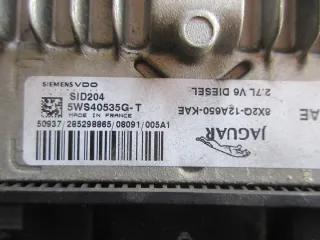 SIEMENS VDO
SID204
5WS40535G-T
MADE IN FRANCE
50937/285298865/08091/005A1
2.7L V6 DIESEL
8X2Q-12A650-KAE
JAGUAR
AE